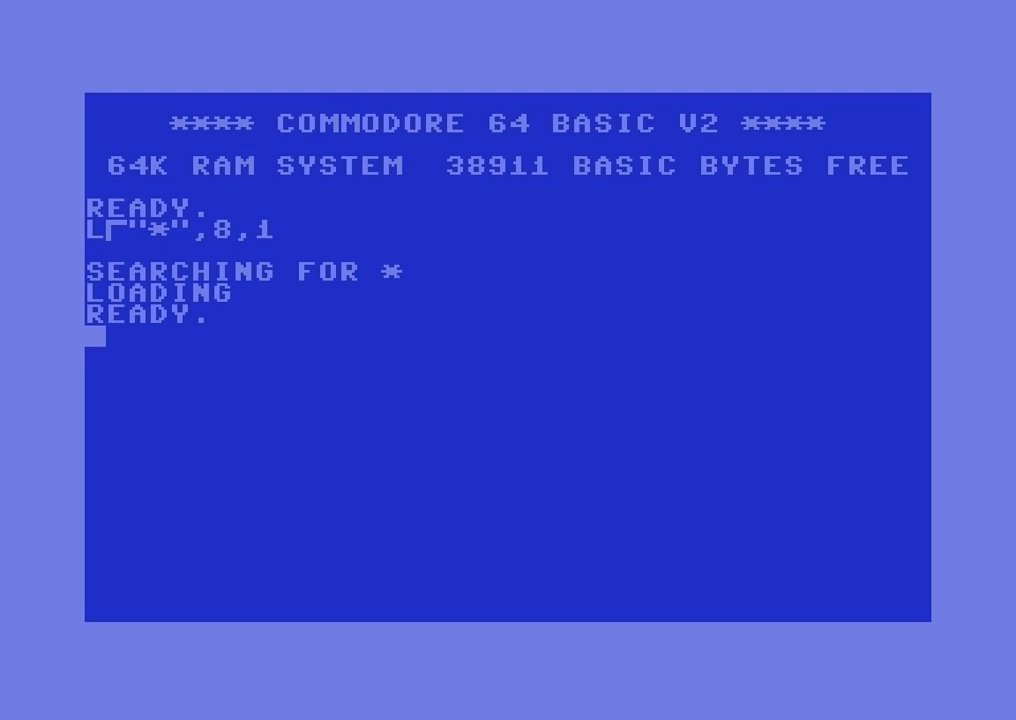 **** COMMODORE 64 BASIC V2 ****
64K RAM SYSTEM  38911 BASIC BYTES FREE
READY.
L┌"*",8,1
SEARCHING FOR *
LOADING
READY.